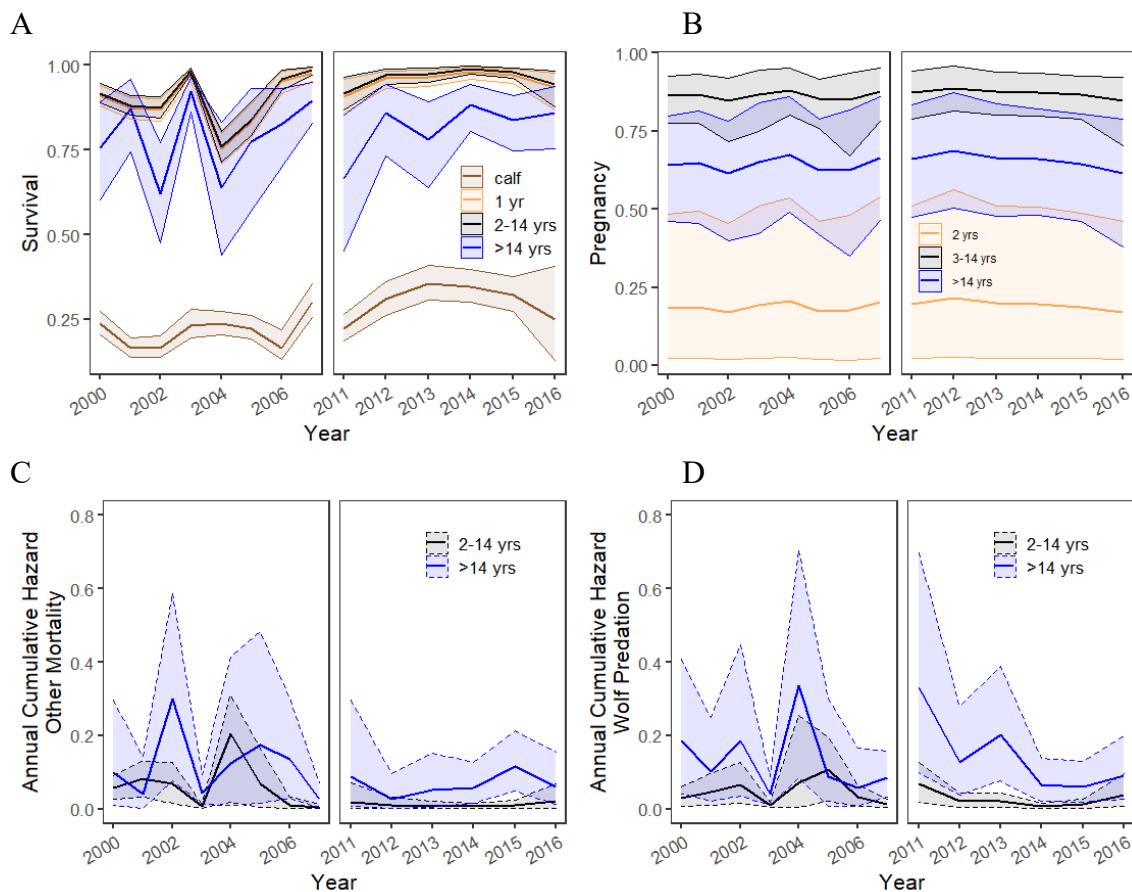 A
B
1.00
0.75
0.50
0.25
Survival
calf
1 yr
2-14 yrs
>14 yrs
2000
2002
2004
2006
2011
2012
2013
2014
2015
2016
Year
1.00
0.75
0.50
0.25
0.00
Pregnancy
2 yrs
3-14 yrs
>14 yrs
2000
2002
2004
2006
2011
2012
2013
2014
2015
2016
Year
C
D
0.8
0.6
0.4
0.2
0.0
Annual Cumulative Hazard
Other Mortality
2-14 yrs
>14 yrs
2000
2002
2004
2006
2011
2012
2013
2014
2015
2016
Year
0.8
0.6
0.4
0.2
0.0
Annual Cumulative Hazard
Wolf Predation
2-14 yrs
>14 yrs
2000
2002
2004
2006
2011
2012
2013
2014
2015
2016
Year